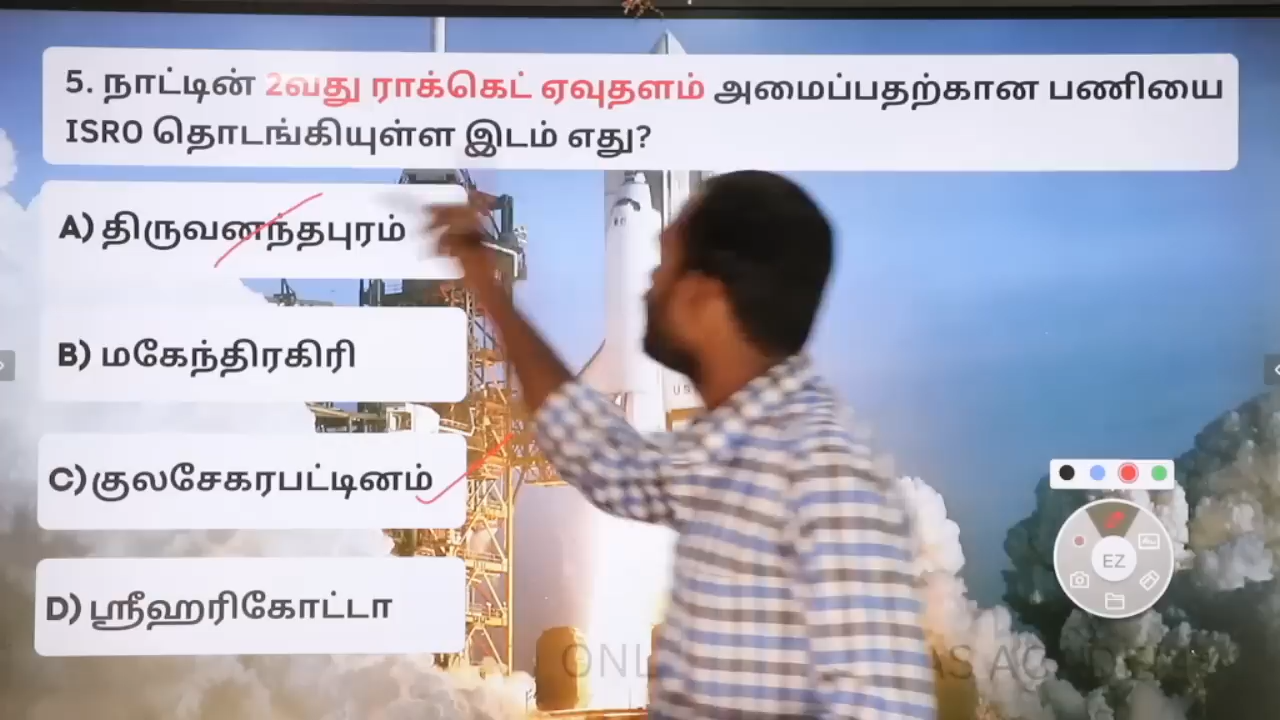 5. நாட்டின் 2வது ராக்கெட் ஏவுதளம் அமைப்பதற்கான பணியை
ISRO தொடங்கியுள்ள இடம் எது?
A) திருவனந்தபுரம்
B) மகேந்திரகிரி
C) குலசேகரபட்டினம்
D) ஸ்ரீஹரிகோட்டா
EZ